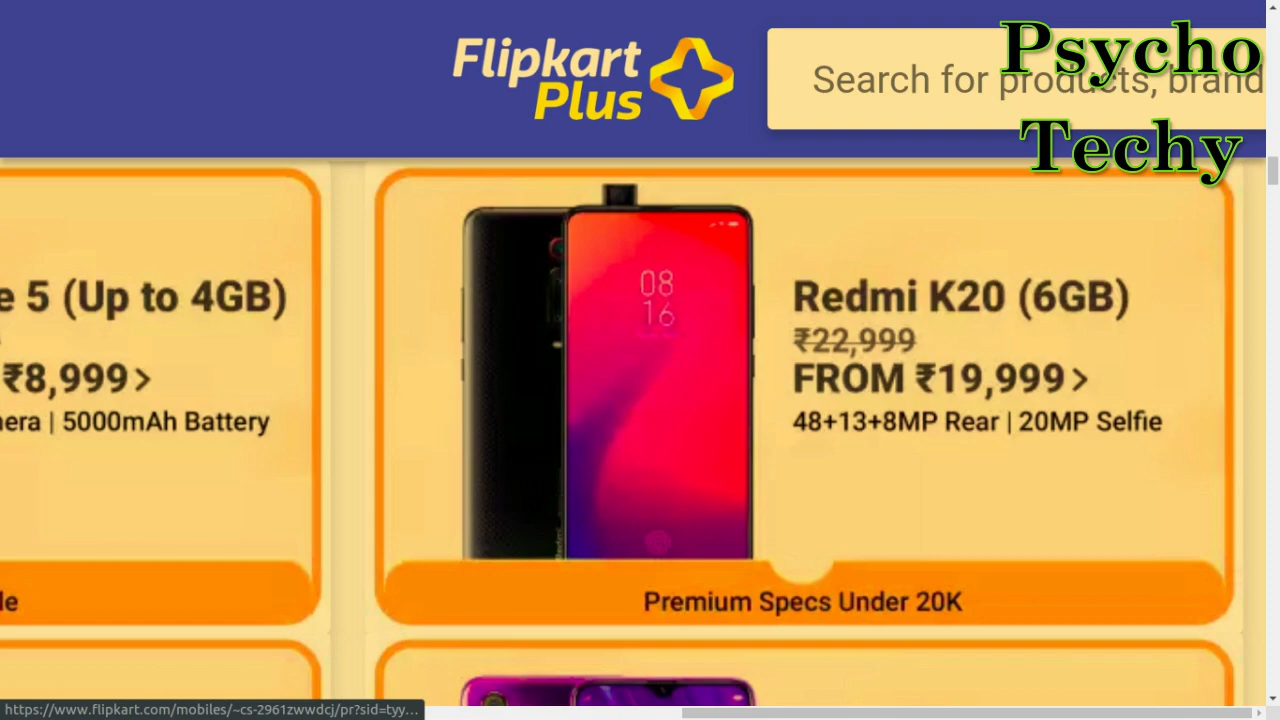 Flipkart
Plus
Search for products, brand
Psycho
Techy
e 5 (Up to 4GB)
₹8,999>
era | 5000mAh Battery
08
16
Redmi K20 (6GB)
₹22,999
FROM ₹19,999>
48+13+8MP Rear | 20MP Selfie
le
Premium Specs Under 20K
https://www.flipkart.com/mobiles/~cs-2961zwwdcj/pr?sid=tyy...